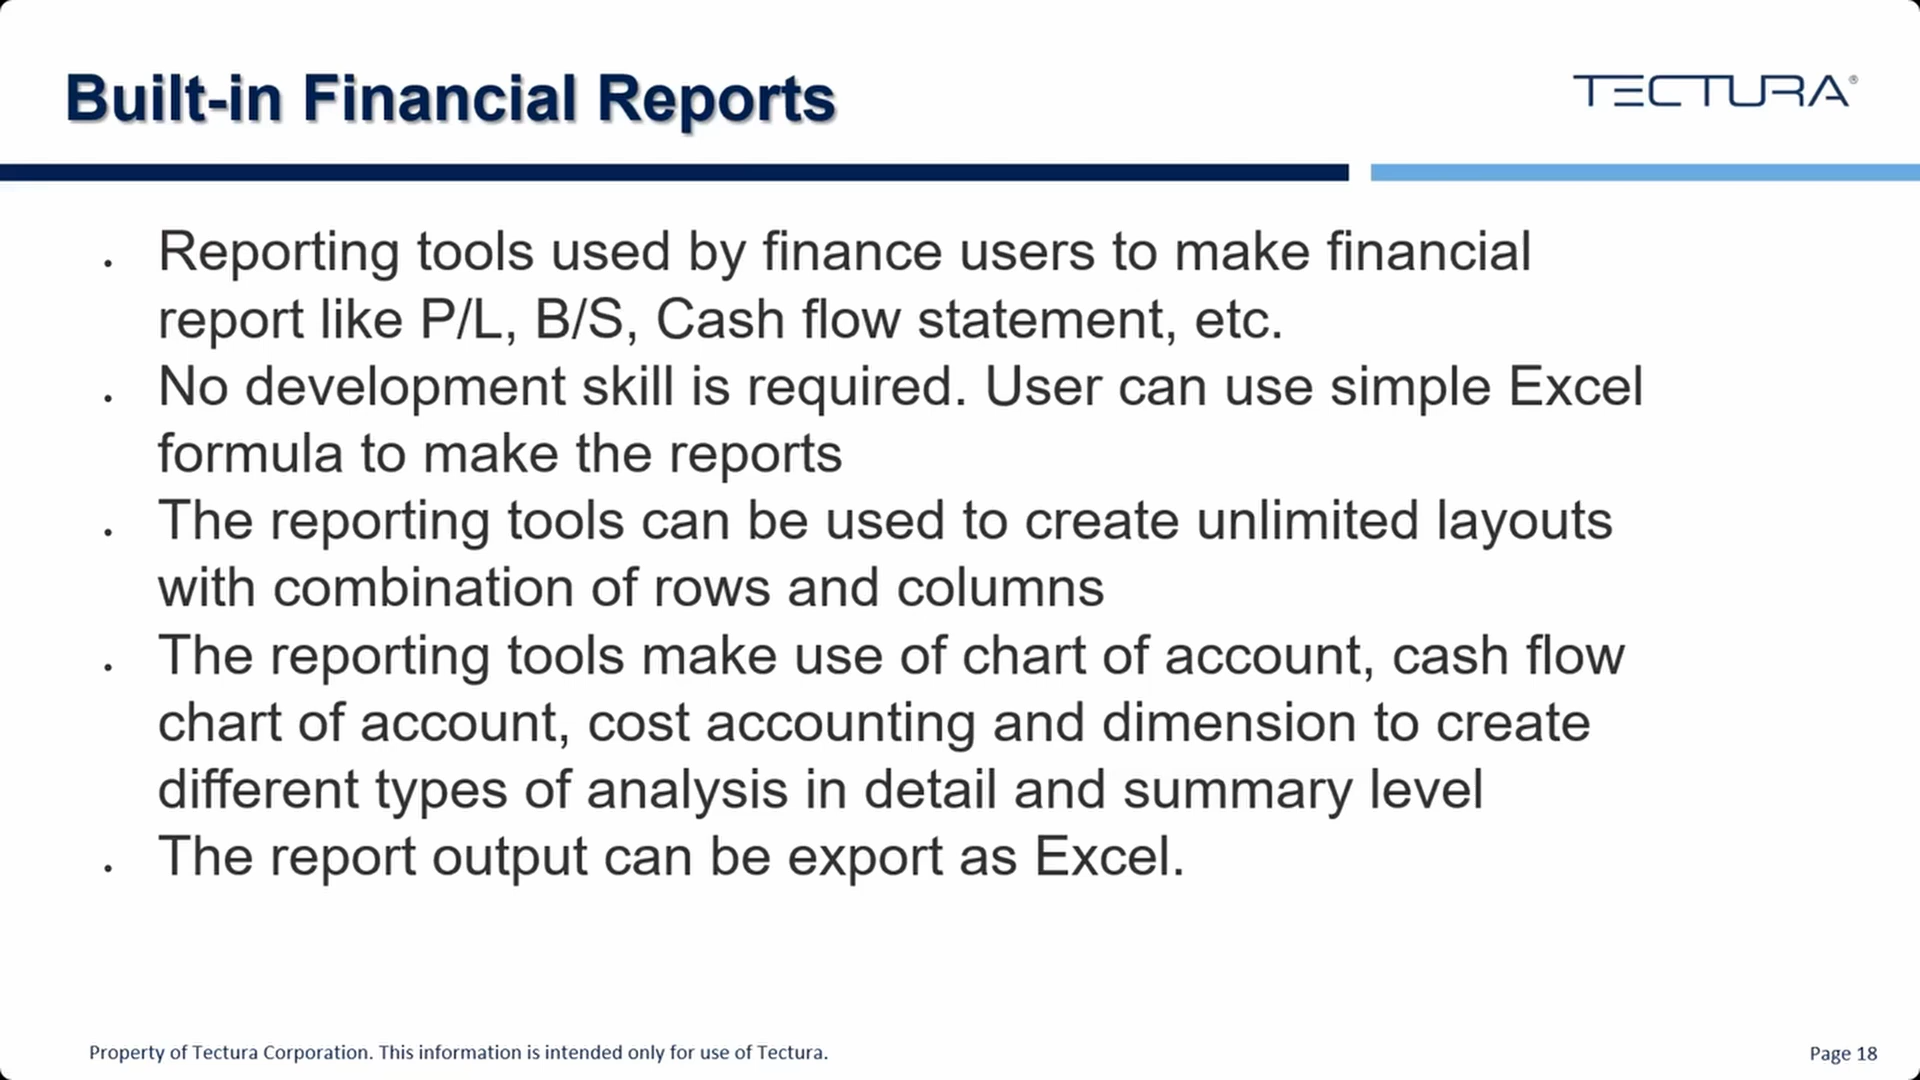 Built-in Financial Reports
TECTURA®
. Reporting tools used by finance users to make financial
report like P/L, B/S, Cash flow statement, etc.
. No development skill is required. User can use simple Excel
formula to make the reports
. The reporting tools can be used to create unlimited layouts
with combination of rows and columns
. The reporting tools make use of chart of account, cash flow
chart of account, cost accounting and dimension to create
different types of analysis in detail and summary level
. The report output can be export as Excel.
Property of Tectura Corporation. This information is intended only for use of Tectura.
Page 18